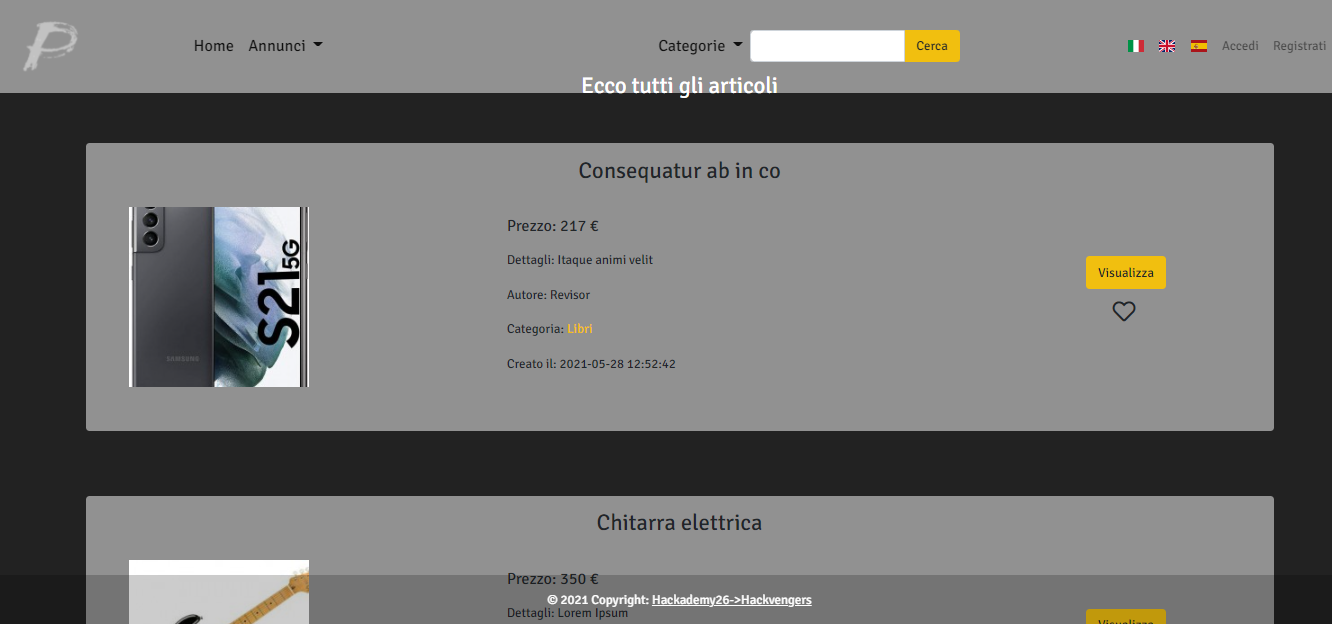 Home Annunci Categorie Cerca Accedi Registrati
Ecco tutti gli articoli
Consequatur ab in co
S21 5G
SAMSUNG
Prezzo: 217 €
Dettagli: Itaque animi velit
Autore: Revisor
Categoria: Libri
Creato il: 2021-05-28 12:52:42
Visualizza
Chitarra elettrica
Prezzo: 350 €
© 2021 Copyright: Hackademy26->Hackvengers
Dettagli: Lorem Ipsum
Visualizza